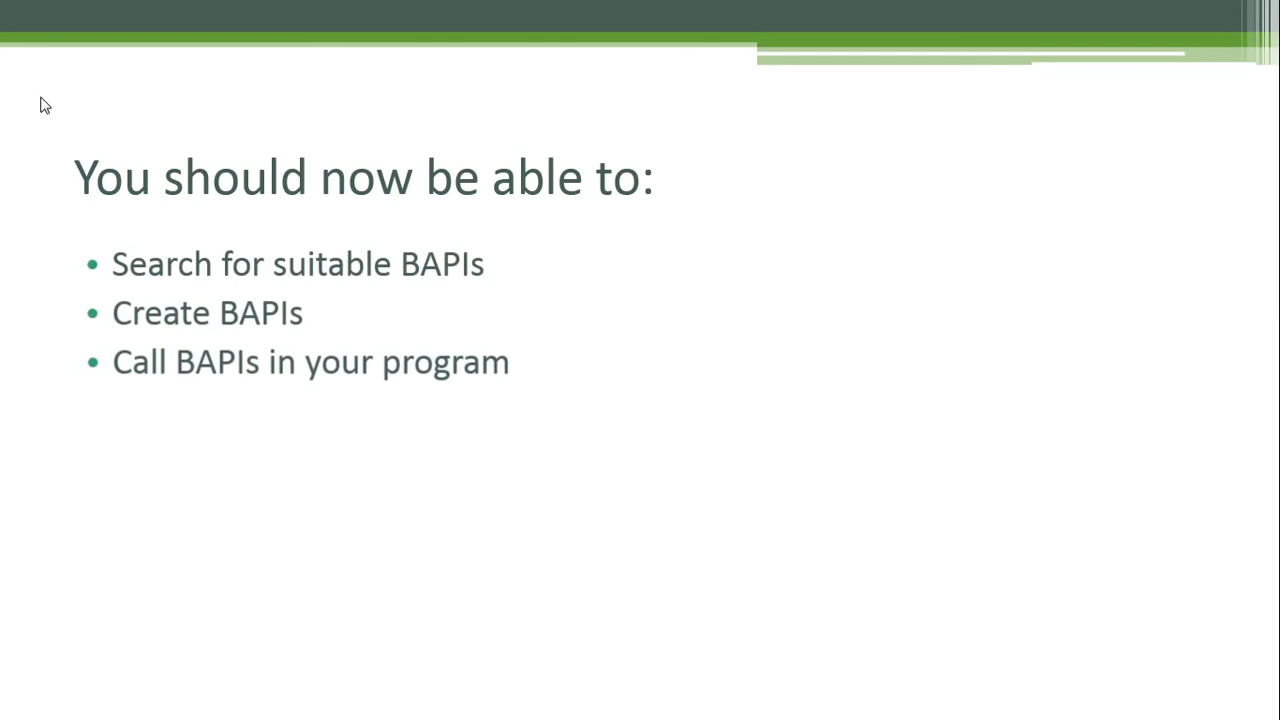 You should now be able to:
• Search for suitable BAPIs
• Create BAPIs
• Call BAPIs in your program